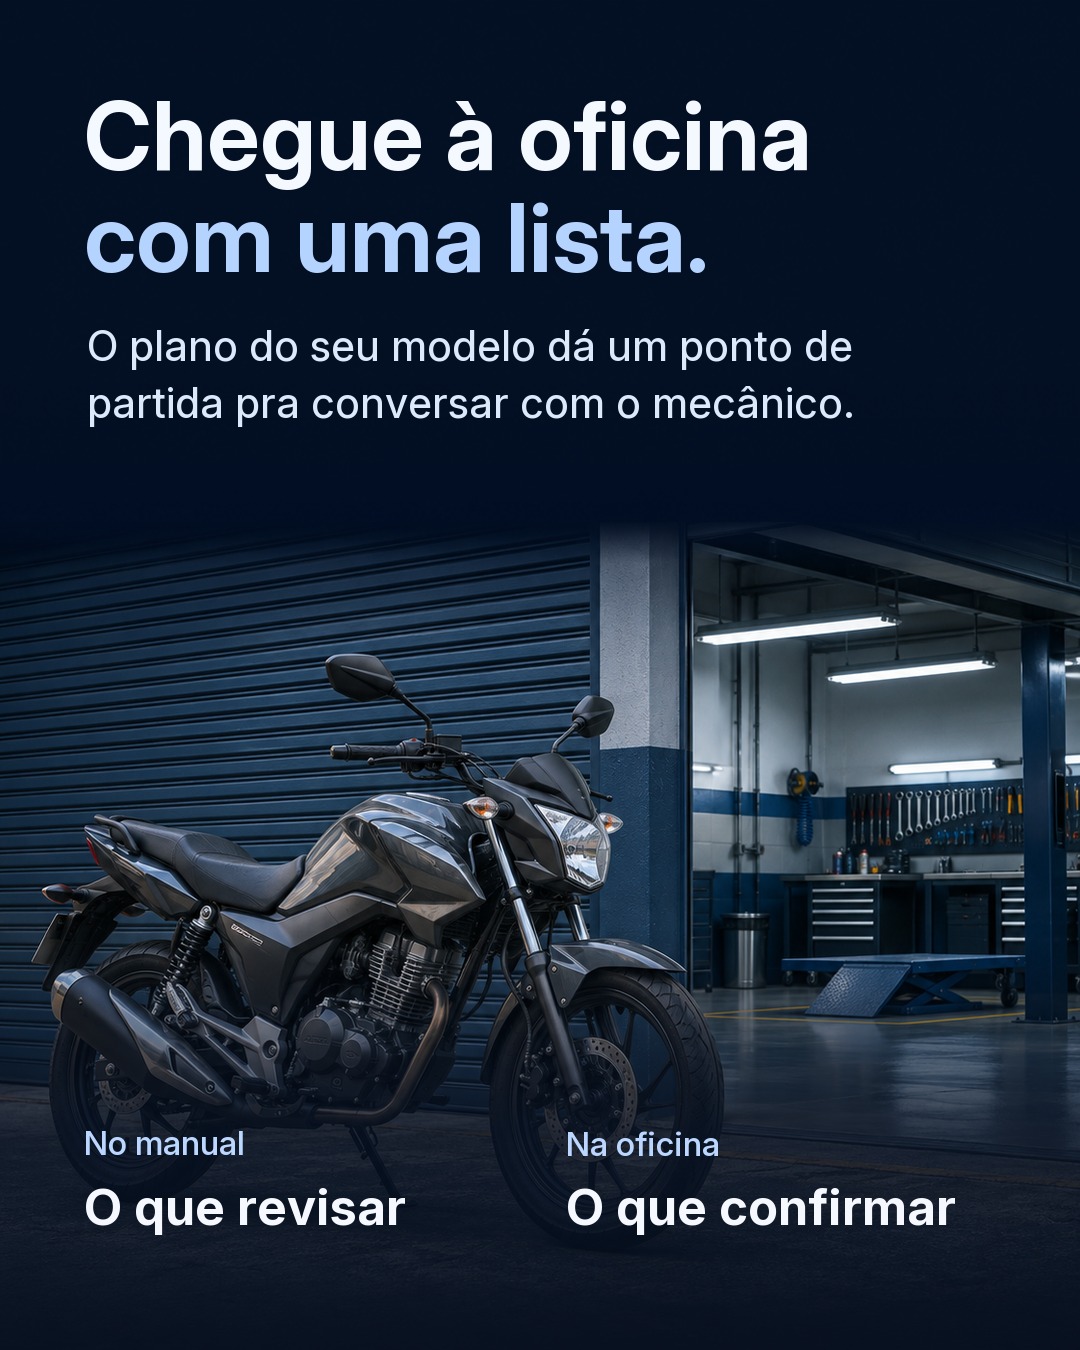 Chegue à oficina
com uma lista.
O plano do seu modelo dá um ponto de
partida pra conversar com o mecânico.
No manual
O que revisar
Na oficina
O que confirmar